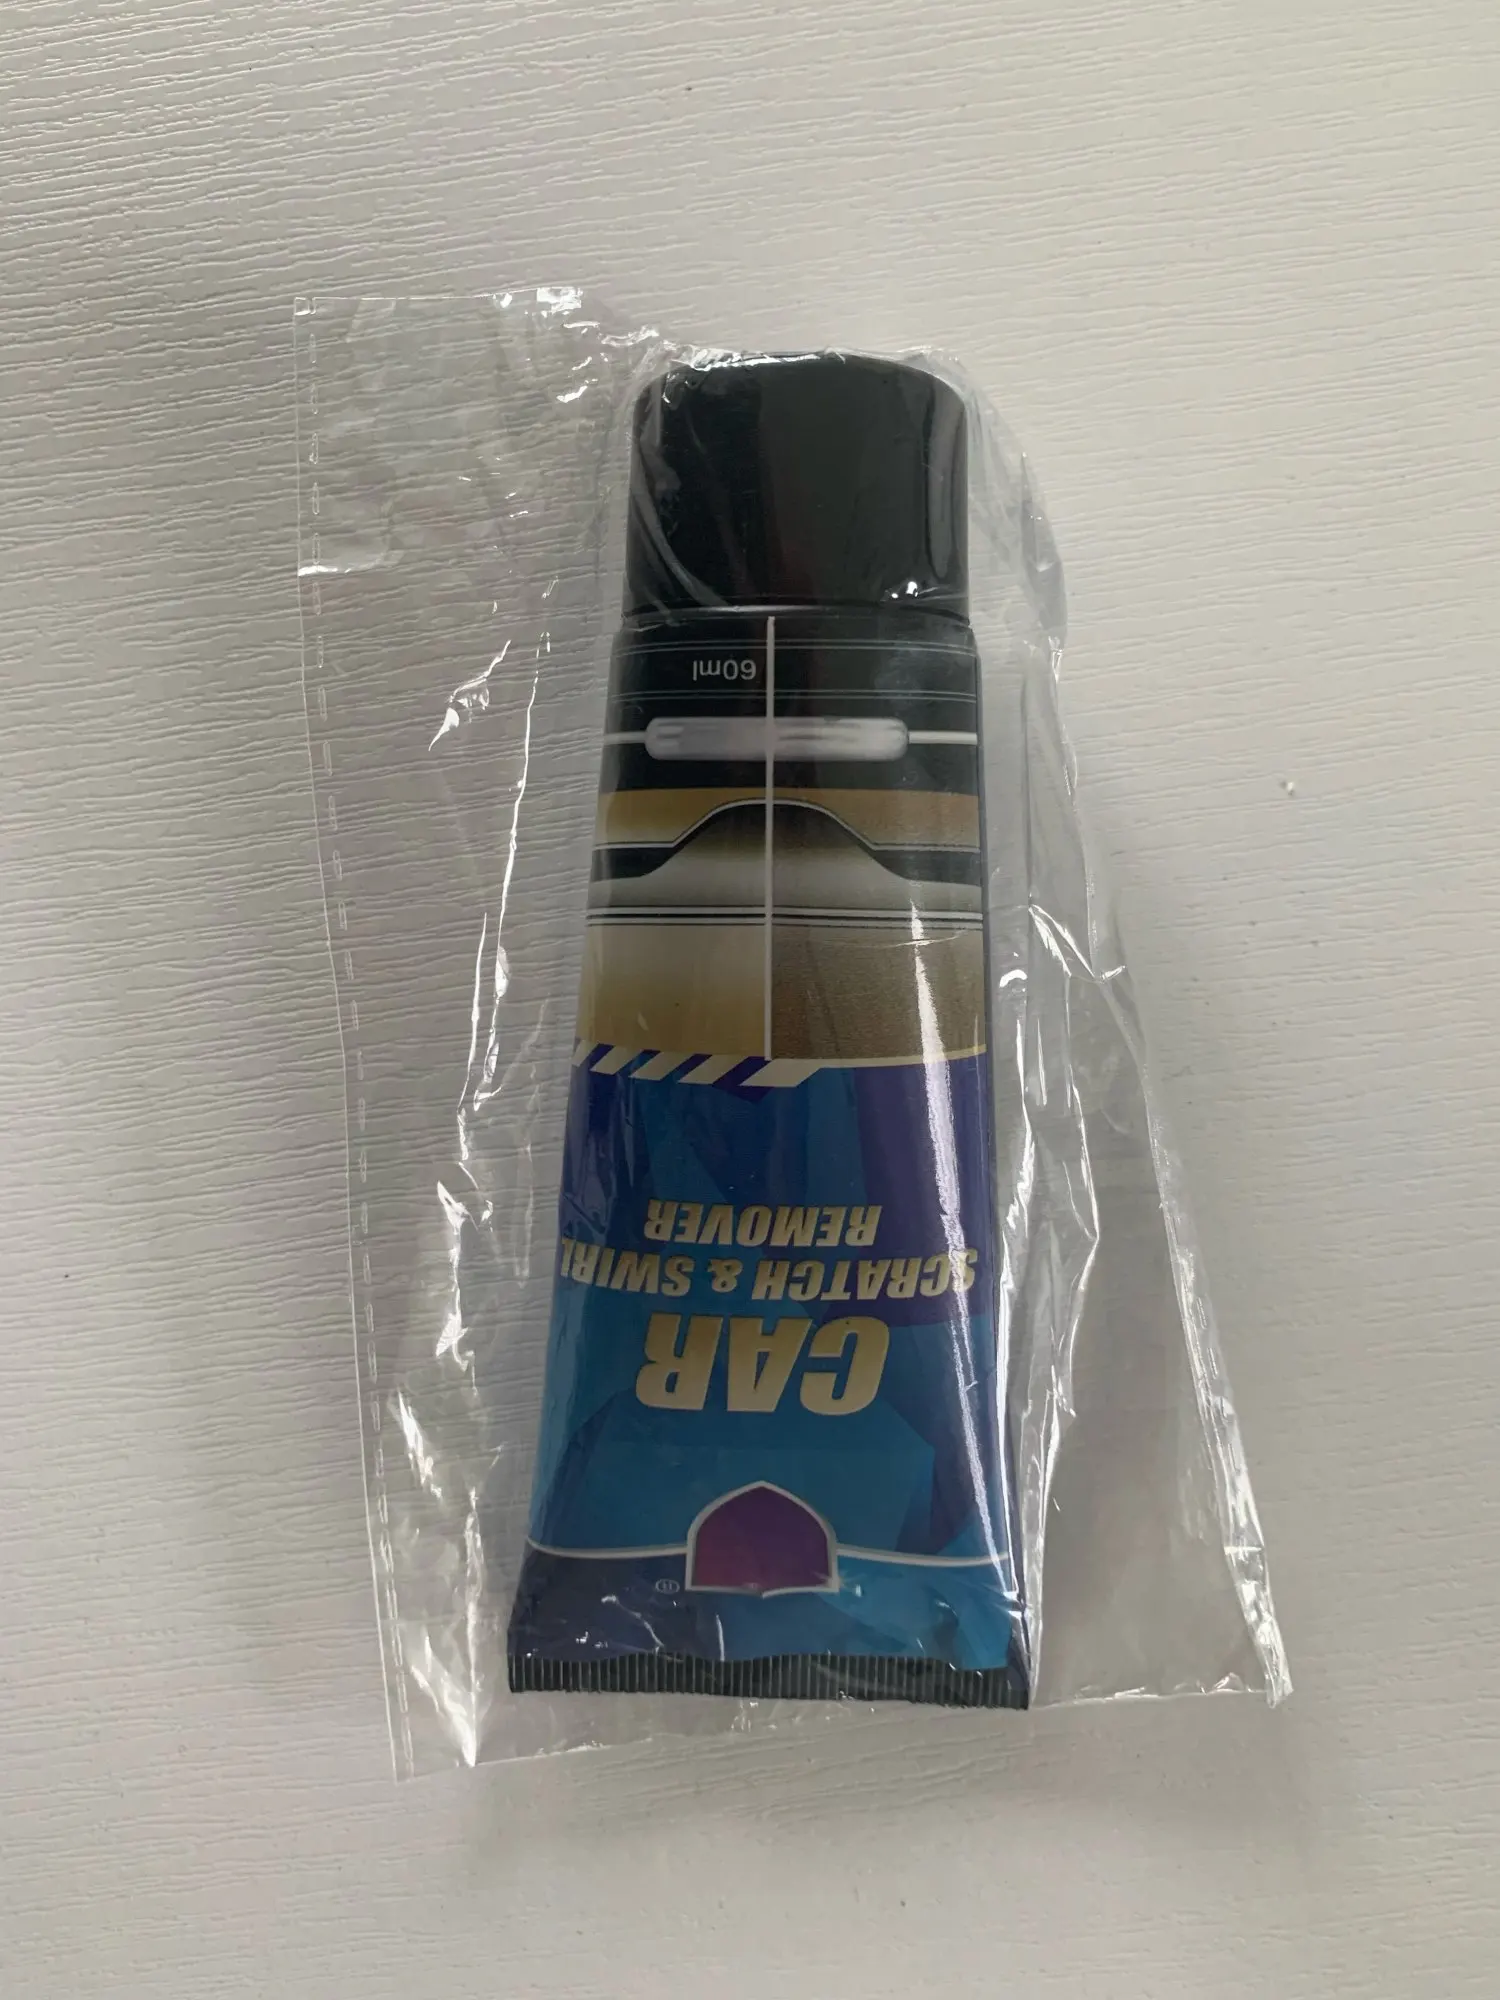 CAR
SCRATCH & SWIRL
REMOVER
60ml